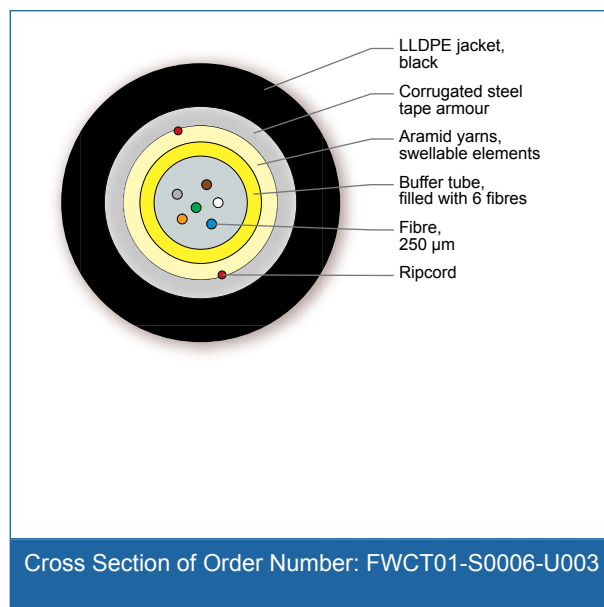 LLDPE jacket,
black
Corrugated steel
tape armour
Aramid yarns,
swellable elements
Buffer tube,
filled with 6 fibres
Fibre,
250 µm
Ripcord
Cross Section of Order Number: FWCT01-S0006-U003